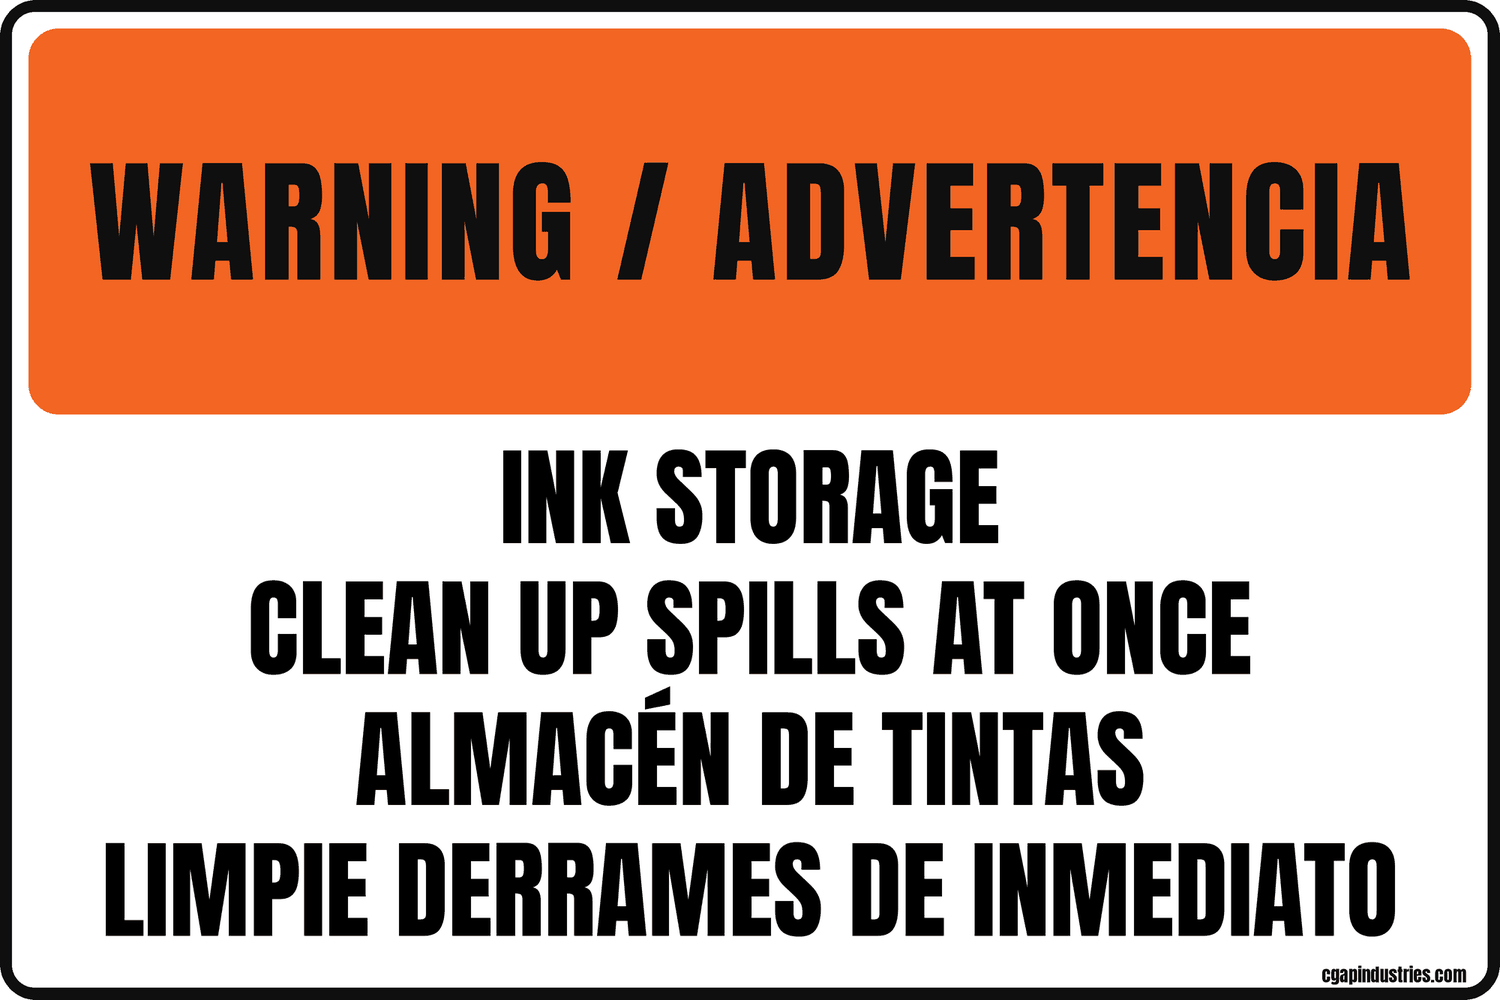 WARNING / ADVERTENCIA
INK STORAGE
CLEAN UP SPILLS AT ONCE
ALMACÉN DE TINTAS
LIMPIE DERRAMES DE INMEDIATO
cgapindustries.com